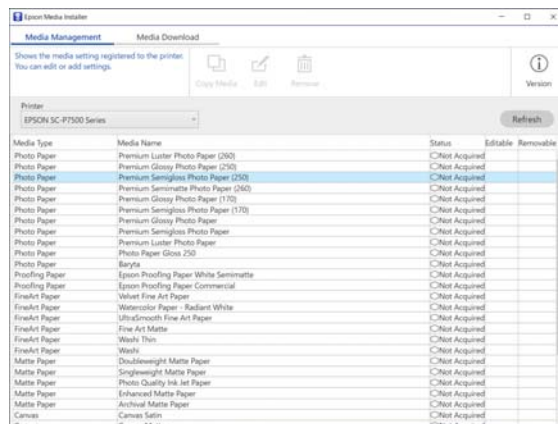 Epson Media Installer
Media Management Media Download
Shows the media setting registered to the printer.
You can edit or add settings.
Copy Media Edit Remove Version
Printer
EPSON SC-P7500 Series Refresh
Media Type Media Name Status Editable Removable
Photo Paper Premium Luster Photo Paper (260) Not Acquired
Photo Paper Premium Glossy Photo Paper (250) Not Acquired
Photo Paper Premium Semigloss Photo Paper (250) Not Acquired
Photo Paper Premium Semimatte Photo Paper (260) Not Acquired
Photo Paper Premium Glossy Photo Paper (170) Not Acquired
Photo Paper Premium Semigloss Photo Paper (170) Not Acquired
Photo Paper Premium Glossy Photo Paper Not Acquired
Photo Paper Premium Semigloss Photo Paper Not Acquired
Photo Paper Premium Luster Photo Paper Not Acquired
Photo Paper Photo Paper Gloss 250 Not Acquired
Photo Paper Baryta Not Acquired
Proofing Paper Epson Proofing Paper White Semimatte Not Acquired
Proofing Paper Epson Proofing Paper Commercial Not Acquired
FineArt Paper Velvet Fine Art Paper Not Acquired
FineArt Paper Watercolor Paper - Radiant White Not Acquired
FineArt Paper UltraSmooth Fine Art Paper Not Acquired
FineArt Paper Fine Art Matte Not Acquired
FineArt Paper Washi Thin Not Acquired
FineArt Paper Washi Not Acquired
Matte Paper Doubleweight Matte Paper Not Acquired
Matte Paper Singleweight Matte Paper Not Acquired
Matte Paper Photo Quality Ink Jet Paper Not Acquired
Matte Paper Enhanced Matte Paper Not Acquired
Matte Paper Archival Matte Paper Not Acquired
Canvas Canvas Satin Not Acquired